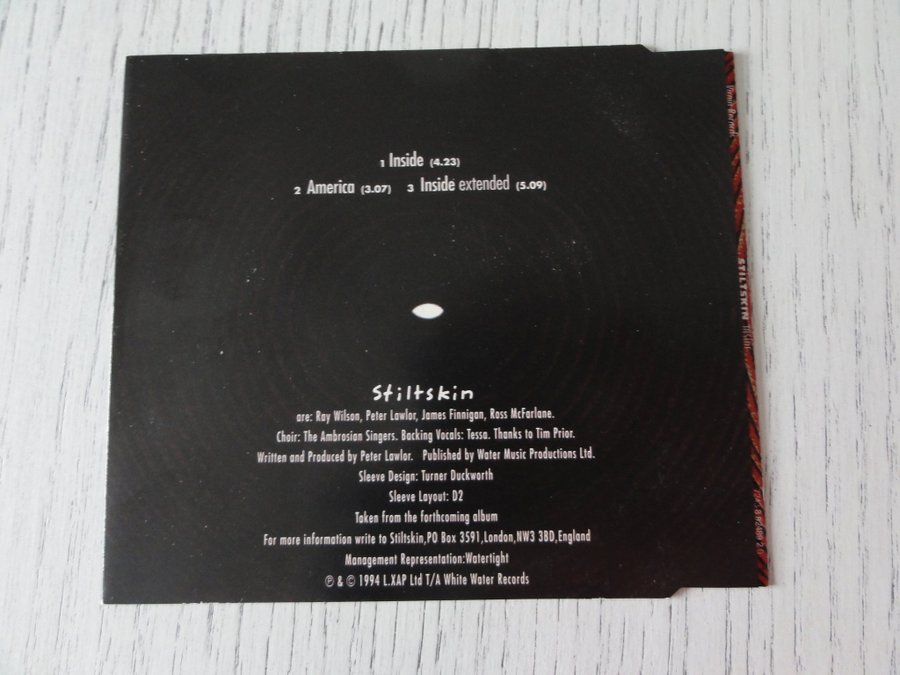 1 Inside (4.23)
2 America (3.07) 3 Inside extended (5.09)
Stiltskin
are: Ray Wilson, Peter Lawlor, James Finnigan, Ross McFarlane.
Choir: The Ambrosian Singers. Backing Vocals: Tessa. Thanks to Tim Prior.
Written and Produced by Peter Lawlor. Published by Water Music Productions Ltd.
Sleeve Design: Turner Duckworth
Sleeve Layout: D2
Taken from the forthcoming album
For more information write to Stiltskin,PO Box 3591,London,NW3 3BD,England
Management Representation:Watertight
℗ & © 1994 L.XAP Ltd T/A White Water Records
Virgin Records
STILTSKIN INSIDE